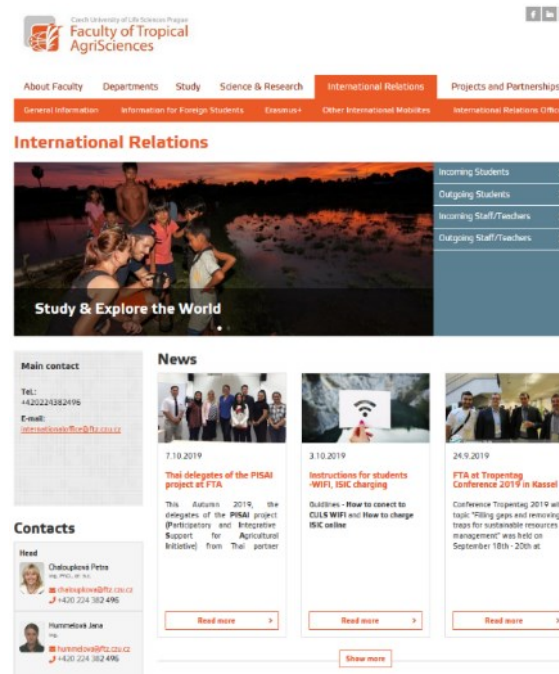 Czech University of Life Sciences Prague
Faculty of Tropical
AgriSciences
About Faculty Departments Study Science & Research International Relations Projects and Partnerships
General Information Information for Foreign Students Erasmus+ Other International Mobilites International Relations Office
International Relations
Incoming Students
Outgoing Students
Incoming Staff/Teachers
Outgoing Staff/Teachers
Study & Explore the World
Main contact
Tel.:
+420224382496
E-mail:
internationaloffice@ftz.czu.cz
Contacts
Head
Chaloupková Petra
chaloupkova@ftz.czu.cz
+420 224 382 496
Hummelová Jana
Ing.
hummelova@ftz.czu.cz
+420 224 382 496
News
7.10.2019
Thai delegates of the PISAI
project at FTA
This Autumn 2019, the
delegates of the PISAI project
(Participatory and Integrative
Support for Agricultural
Initiative) from Thai partner
Read more >
3.10.2019
Instructions for students
-WIFI, ISIC charging
Guidlines - How to conect to
CULS WIFI and How to charge
ISIC online
Read more >
24.9.2019
FTA at Tropentag
Conference 2019 in Kassel
Conference Tropentag 2019 with
topic "Filling gaps and removing
traps for sustainable resources
management" was held on
September 18th - 20th at
Read more >
Show more